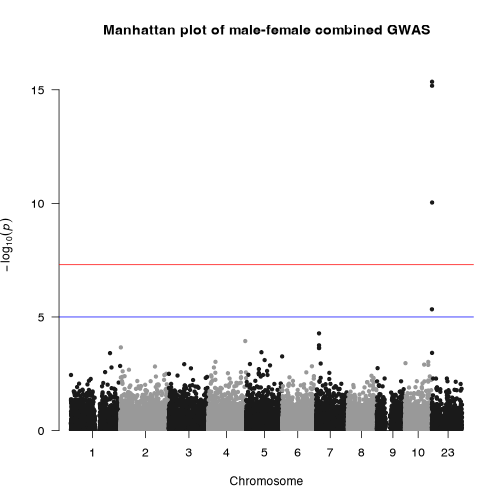 Manhattan plot of male-female combined GWAS
15
10
5
0
−log₁₀(p)
1 2 3 4 5 6 7 8 9 10 23
Chromosome